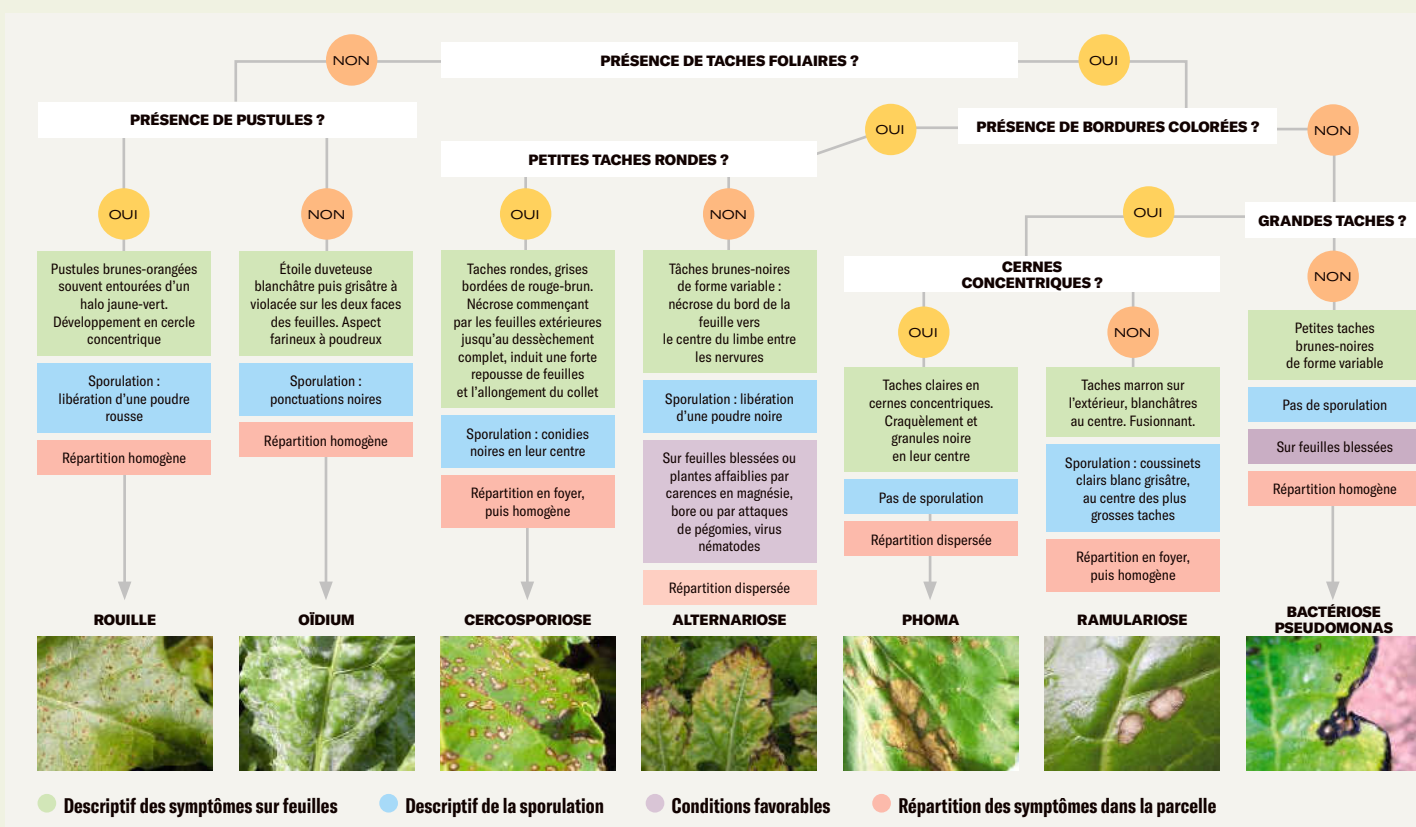 NON
PRÉSENCE DE TACHES FOLIAIRES ?
OUI
PRÉSENCE DE PUSTULES ?
OUI
PRÉSENCE DE BORDURES COLORÉES ?
NON
PETITES TACHES RONDES ?
OUI
NON
OUI
NON
OUI
GRANDES TACHES ?
NON
CERNES
CONCENTRIQUES ?
OUI
NON
Pustules brunes-orangées
souvent entourées d'un
halo jaune-vert.
Développement en cercle
concentrique
Sporulation :
libération d'une poudre
rousse
Répartition homogène
ROUILLE
Étoile duveteuse
blanchâtre puis grisâtre à
violacée sur les deux faces
des feuilles. Aspect
farineux à poudreux
Sporulation :
ponctuations noires
Répartition homogène
OÏDIUM
Taches rondes, grises
bordées de rouge-brun.
Nécrose commençant
par les feuilles extérieures
jusqu'au dessèchement
complet, induit une forte
repousse de feuilles
et l'allongement du collet
Sporulation : conidies
noires en leur centre
Répartition en foyer,
puis homogène
CERCOSPORIOSE
Tâches brunes-noires
de forme variable :
nécrose du bord de la
feuille vers
le centre du limbe entre
les nervures
Sporulation : libération
d'une poudre noire
Sur feuilles blessées ou
plantes affaiblies par
carences en magnésie,
bore ou par attaques
de pégomies, virus
nématodes
Répartition dispersée
ALTERNARIOSE
Taches claires en
cernes concentriques.
Craquèlement et
granules noire
en leur centre
Pas de sporulation
Répartition dispersée
PHOMA
Taches marron sur
l'extérieur, blanchâtres
au centre. Fusionnant.
Sporulation : coussinets
clairs blanc grisâtre,
au centre des plus
grosses taches
Répartition en foyer,
puis homogène
RAMULARIOSE
Petites taches
brunes-noires
de forme variable
Pas de sporulation
Sur feuilles blessées
Répartition homogène
BACTÉRIOSE
PSEUDOMONAS
Descriptif des symptômes sur feuilles
Descriptif de la sporulation
Conditions favorables
Répartition des symptômes dans la parcelle